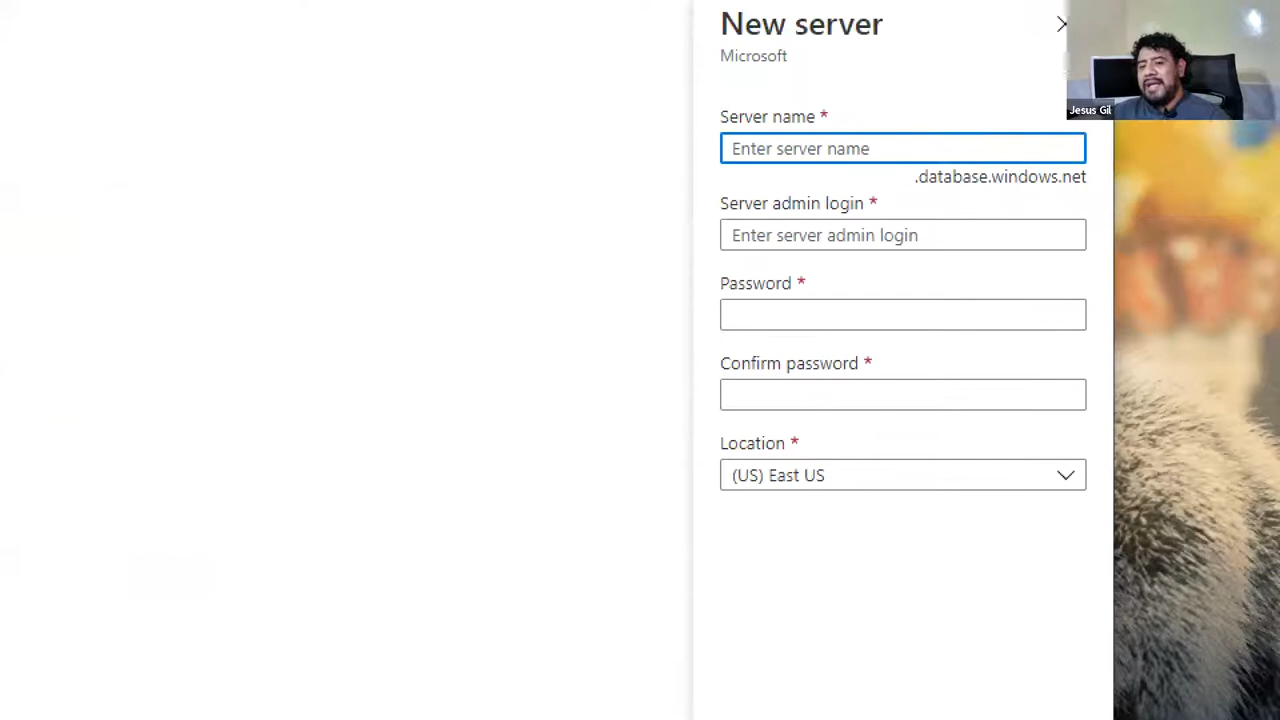 New server
Microsoft
Jesus Gil
Server name *
Enter server name
.database.windows.net
Server admin login *
Enter server admin login
Password *
Confirm password *
Location *
(US) East US